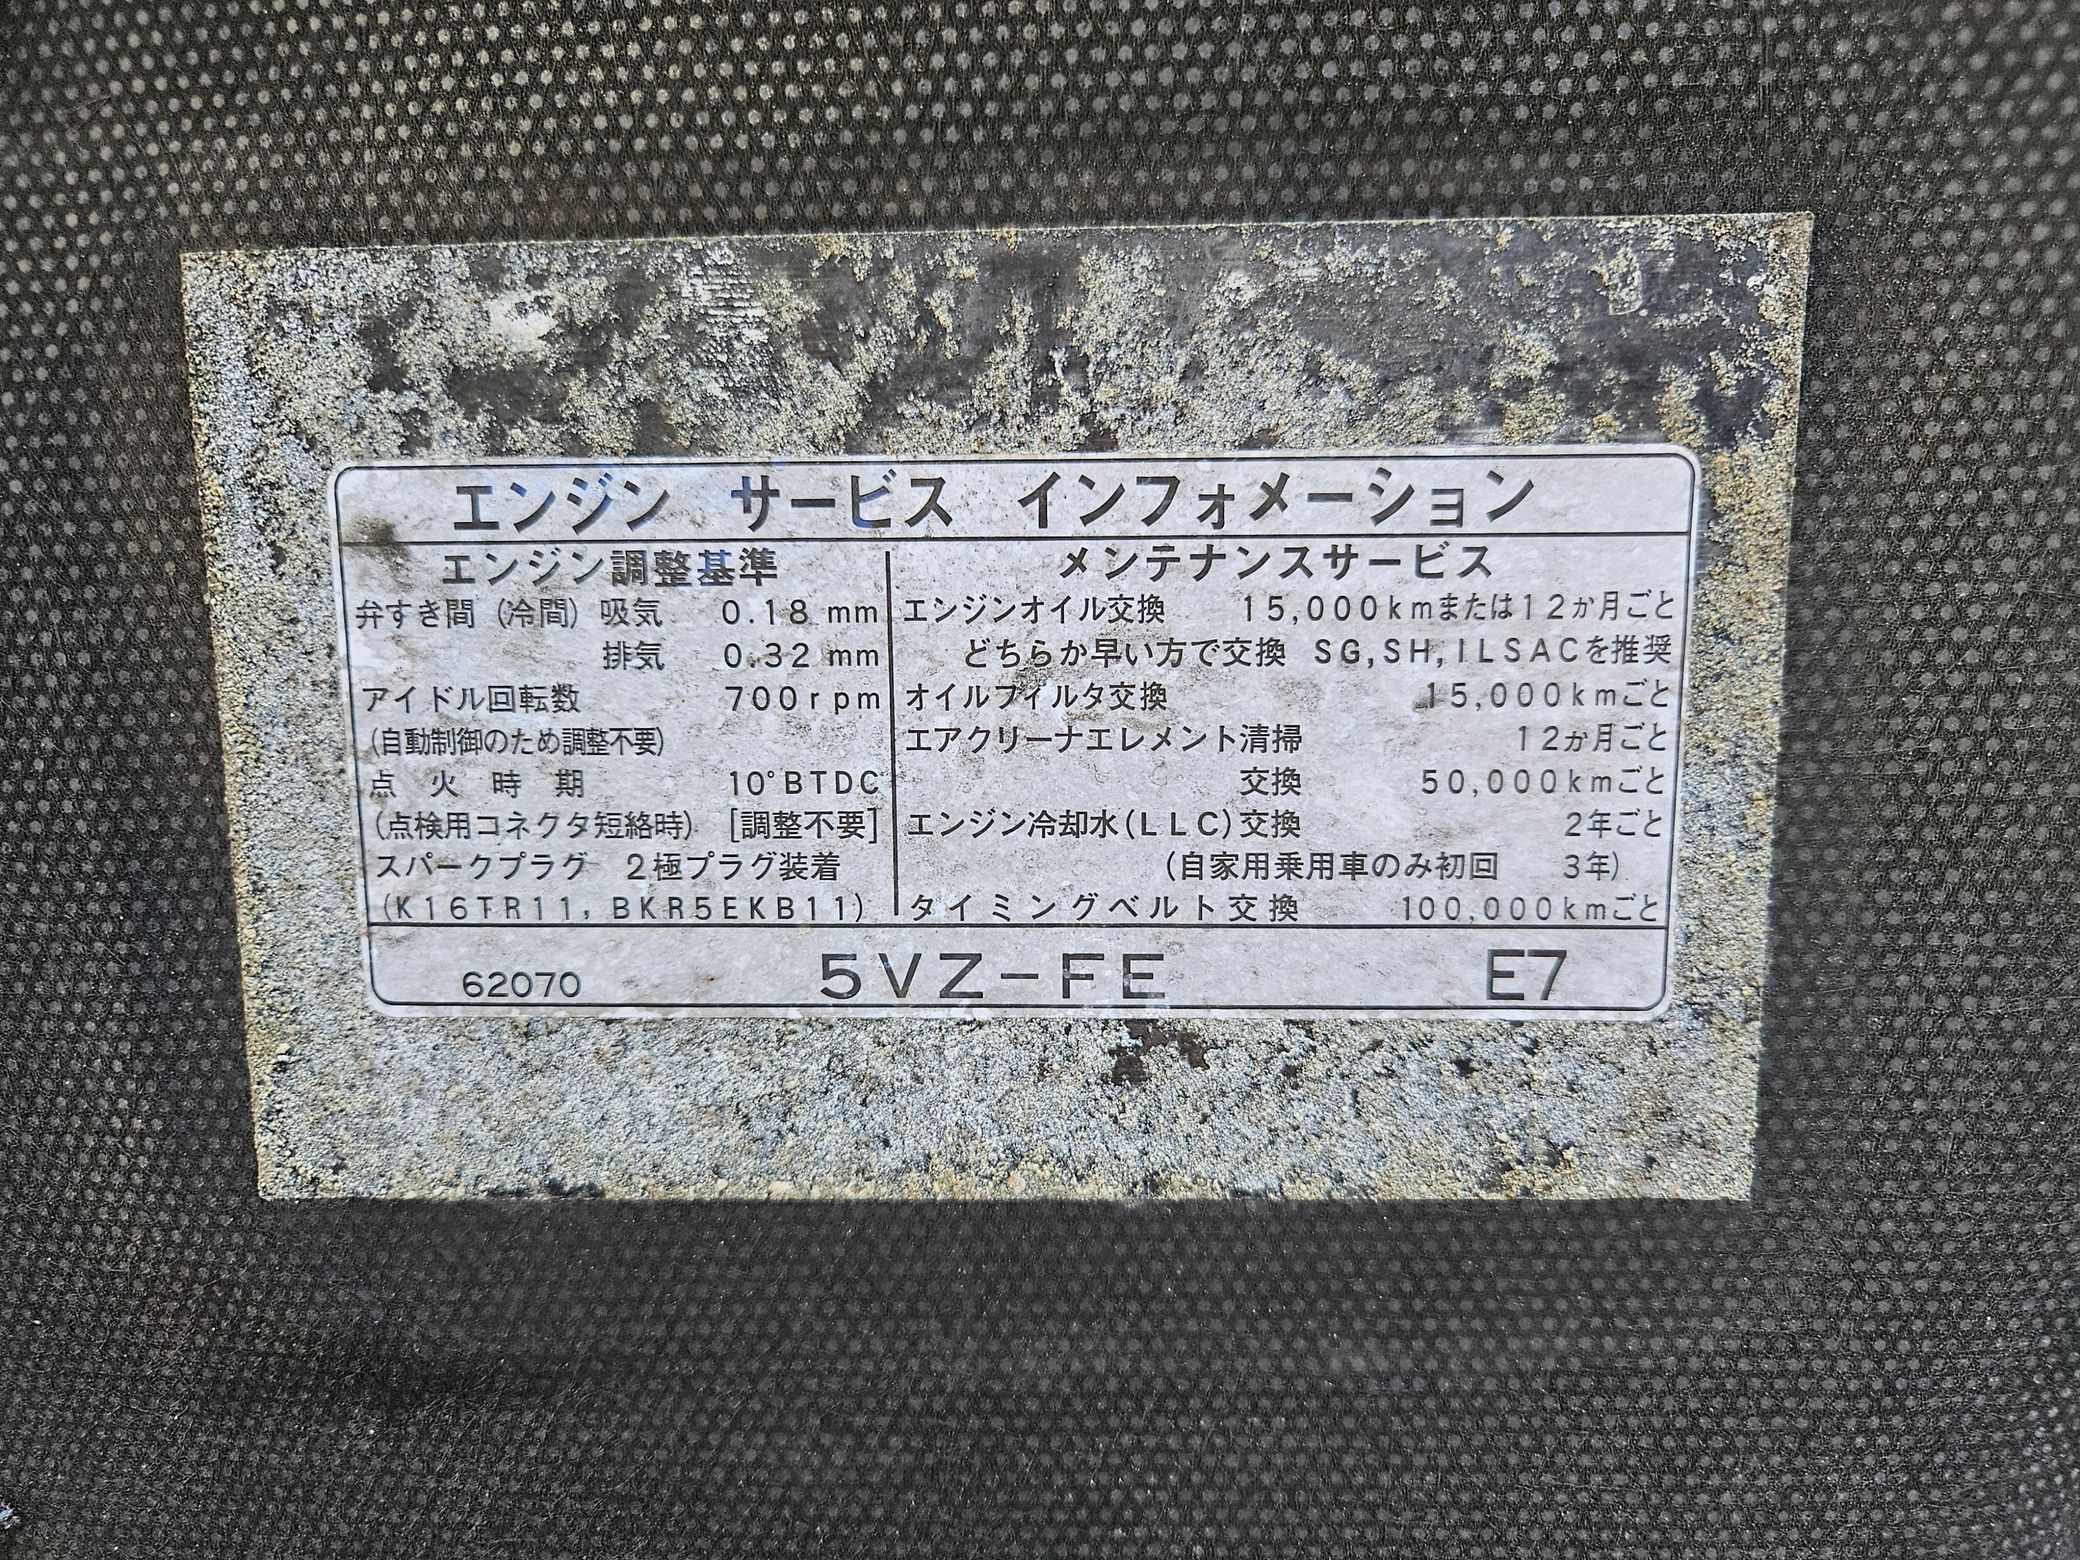 エンジン サービス インフォメーション
エンジン調整基準
弁すき間 (冷間) 吸気 0.18 mm
排気 0.32 mm
アイドル回転数 700rpm
(自動制御のため調整不要)
点火時期 10°BTDC
(点検用コネクタ短絡時) [調整不要]
スパークプラグ 2極プラグ装着
(K16TR11, BKR5EKB11)
メンテナンスサービス
エンジンオイル交換 15,000kmまたは12か月ごと
どちらか早い方で交換 SG,SH,ILSACを推奨
オイルフィルタ交換 15,000kmごと
エアクリーナエレメント清掃 12か月ごと
交換 50,000kmごと
エンジン冷却水(LLC)交換 2年ごと
(自家用乗用車のみ初回 3年)
タイミングベルト交換 100,000kmごと
62070 5VZ-FE E7